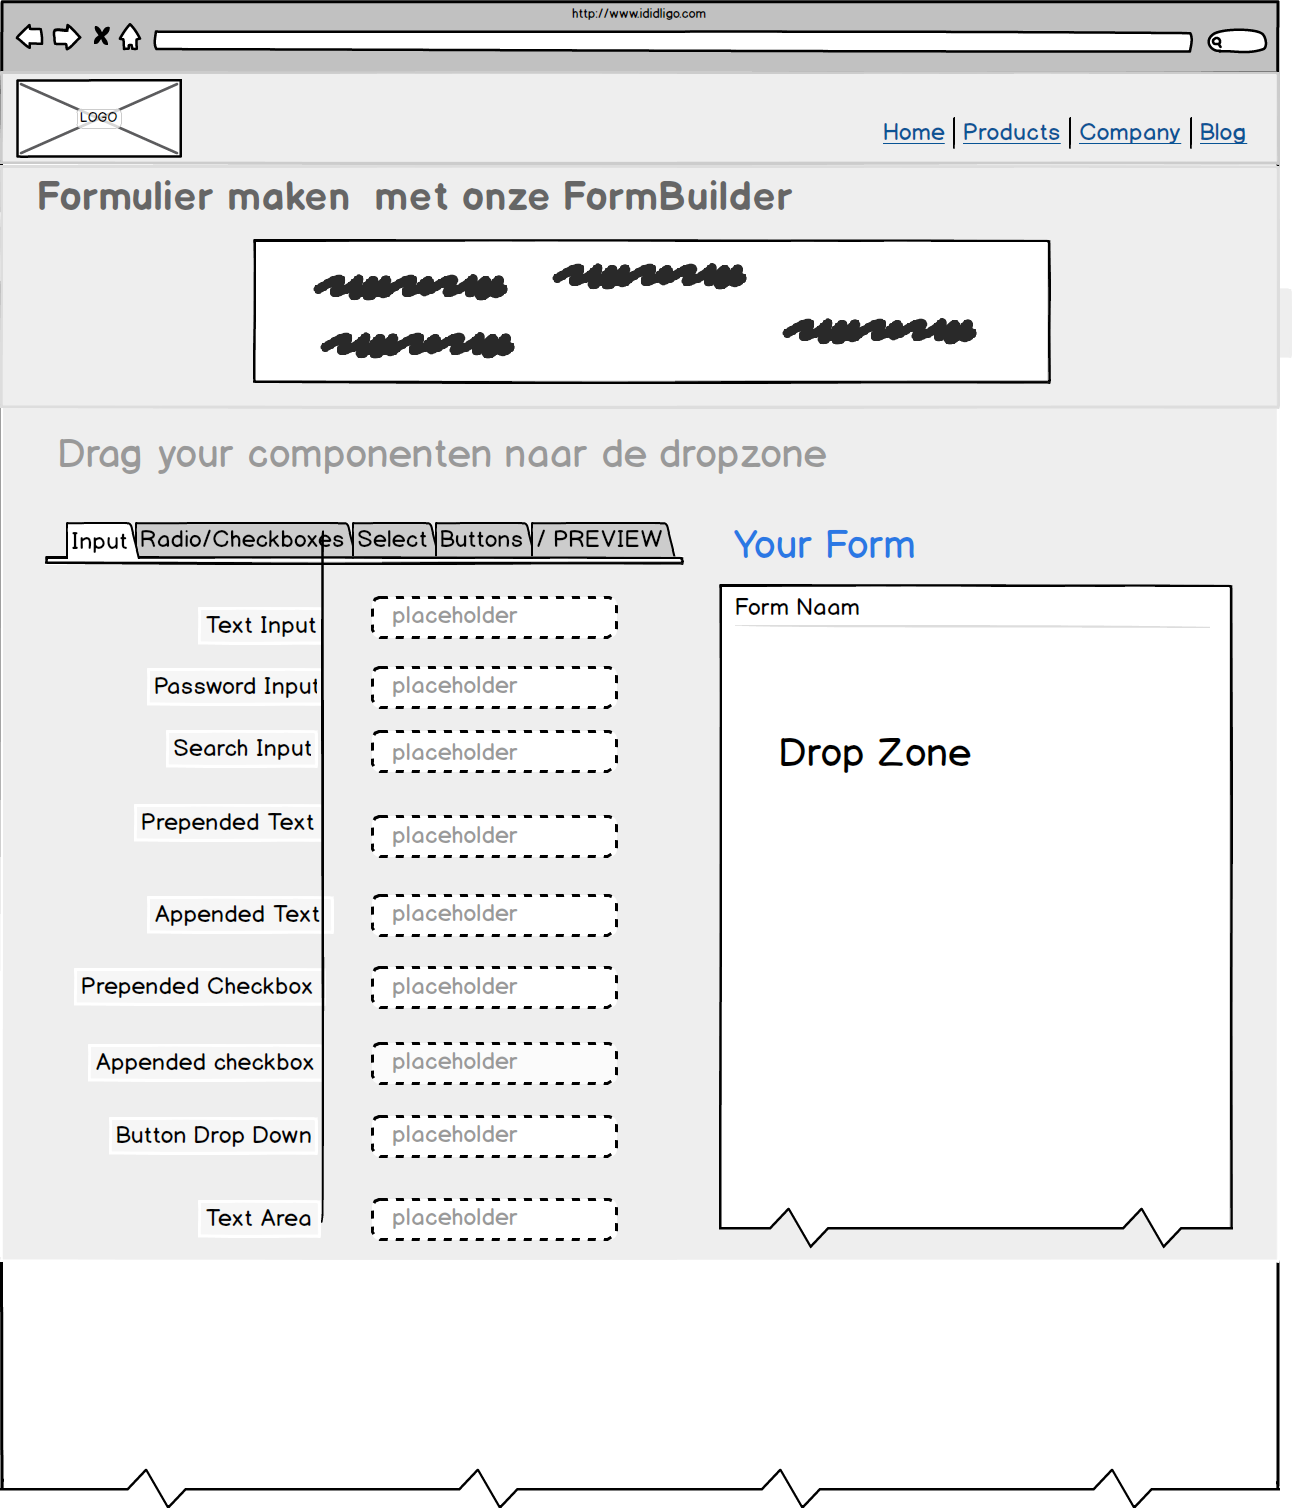 http://www.ididligo.com
LOGO
Home Products Company Blog
Formulier maken met onze FormBuilder
Drag your componenten naar de dropzone
Input Radio/Checkboxes Select Buttons / PREVIEW
Your Form
Form Naam
Text Input placeholder
Password Input placeholder
Search Input placeholder
Drop Zone
Prepended Text placeholder
Appended Text placeholder
Prepended Checkbox placeholder
Appended checkbox placeholder
Button Drop Down placeholder
Text Area placeholder